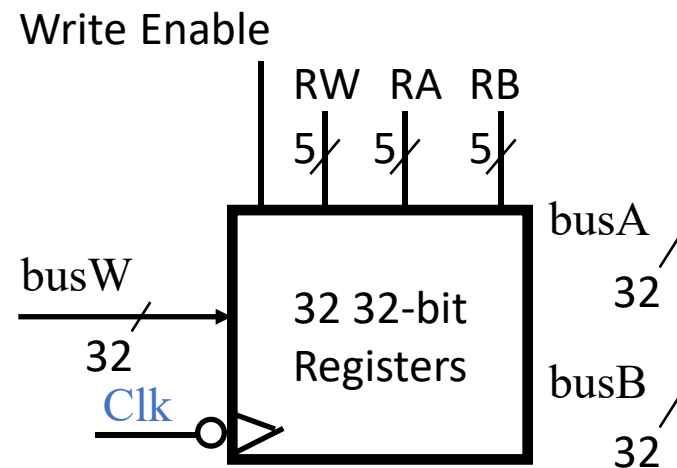 Write Enable
RW RA RB
5 5 5
busA
32
busW
32
32 32-bit
Registers
busB
32
Clk